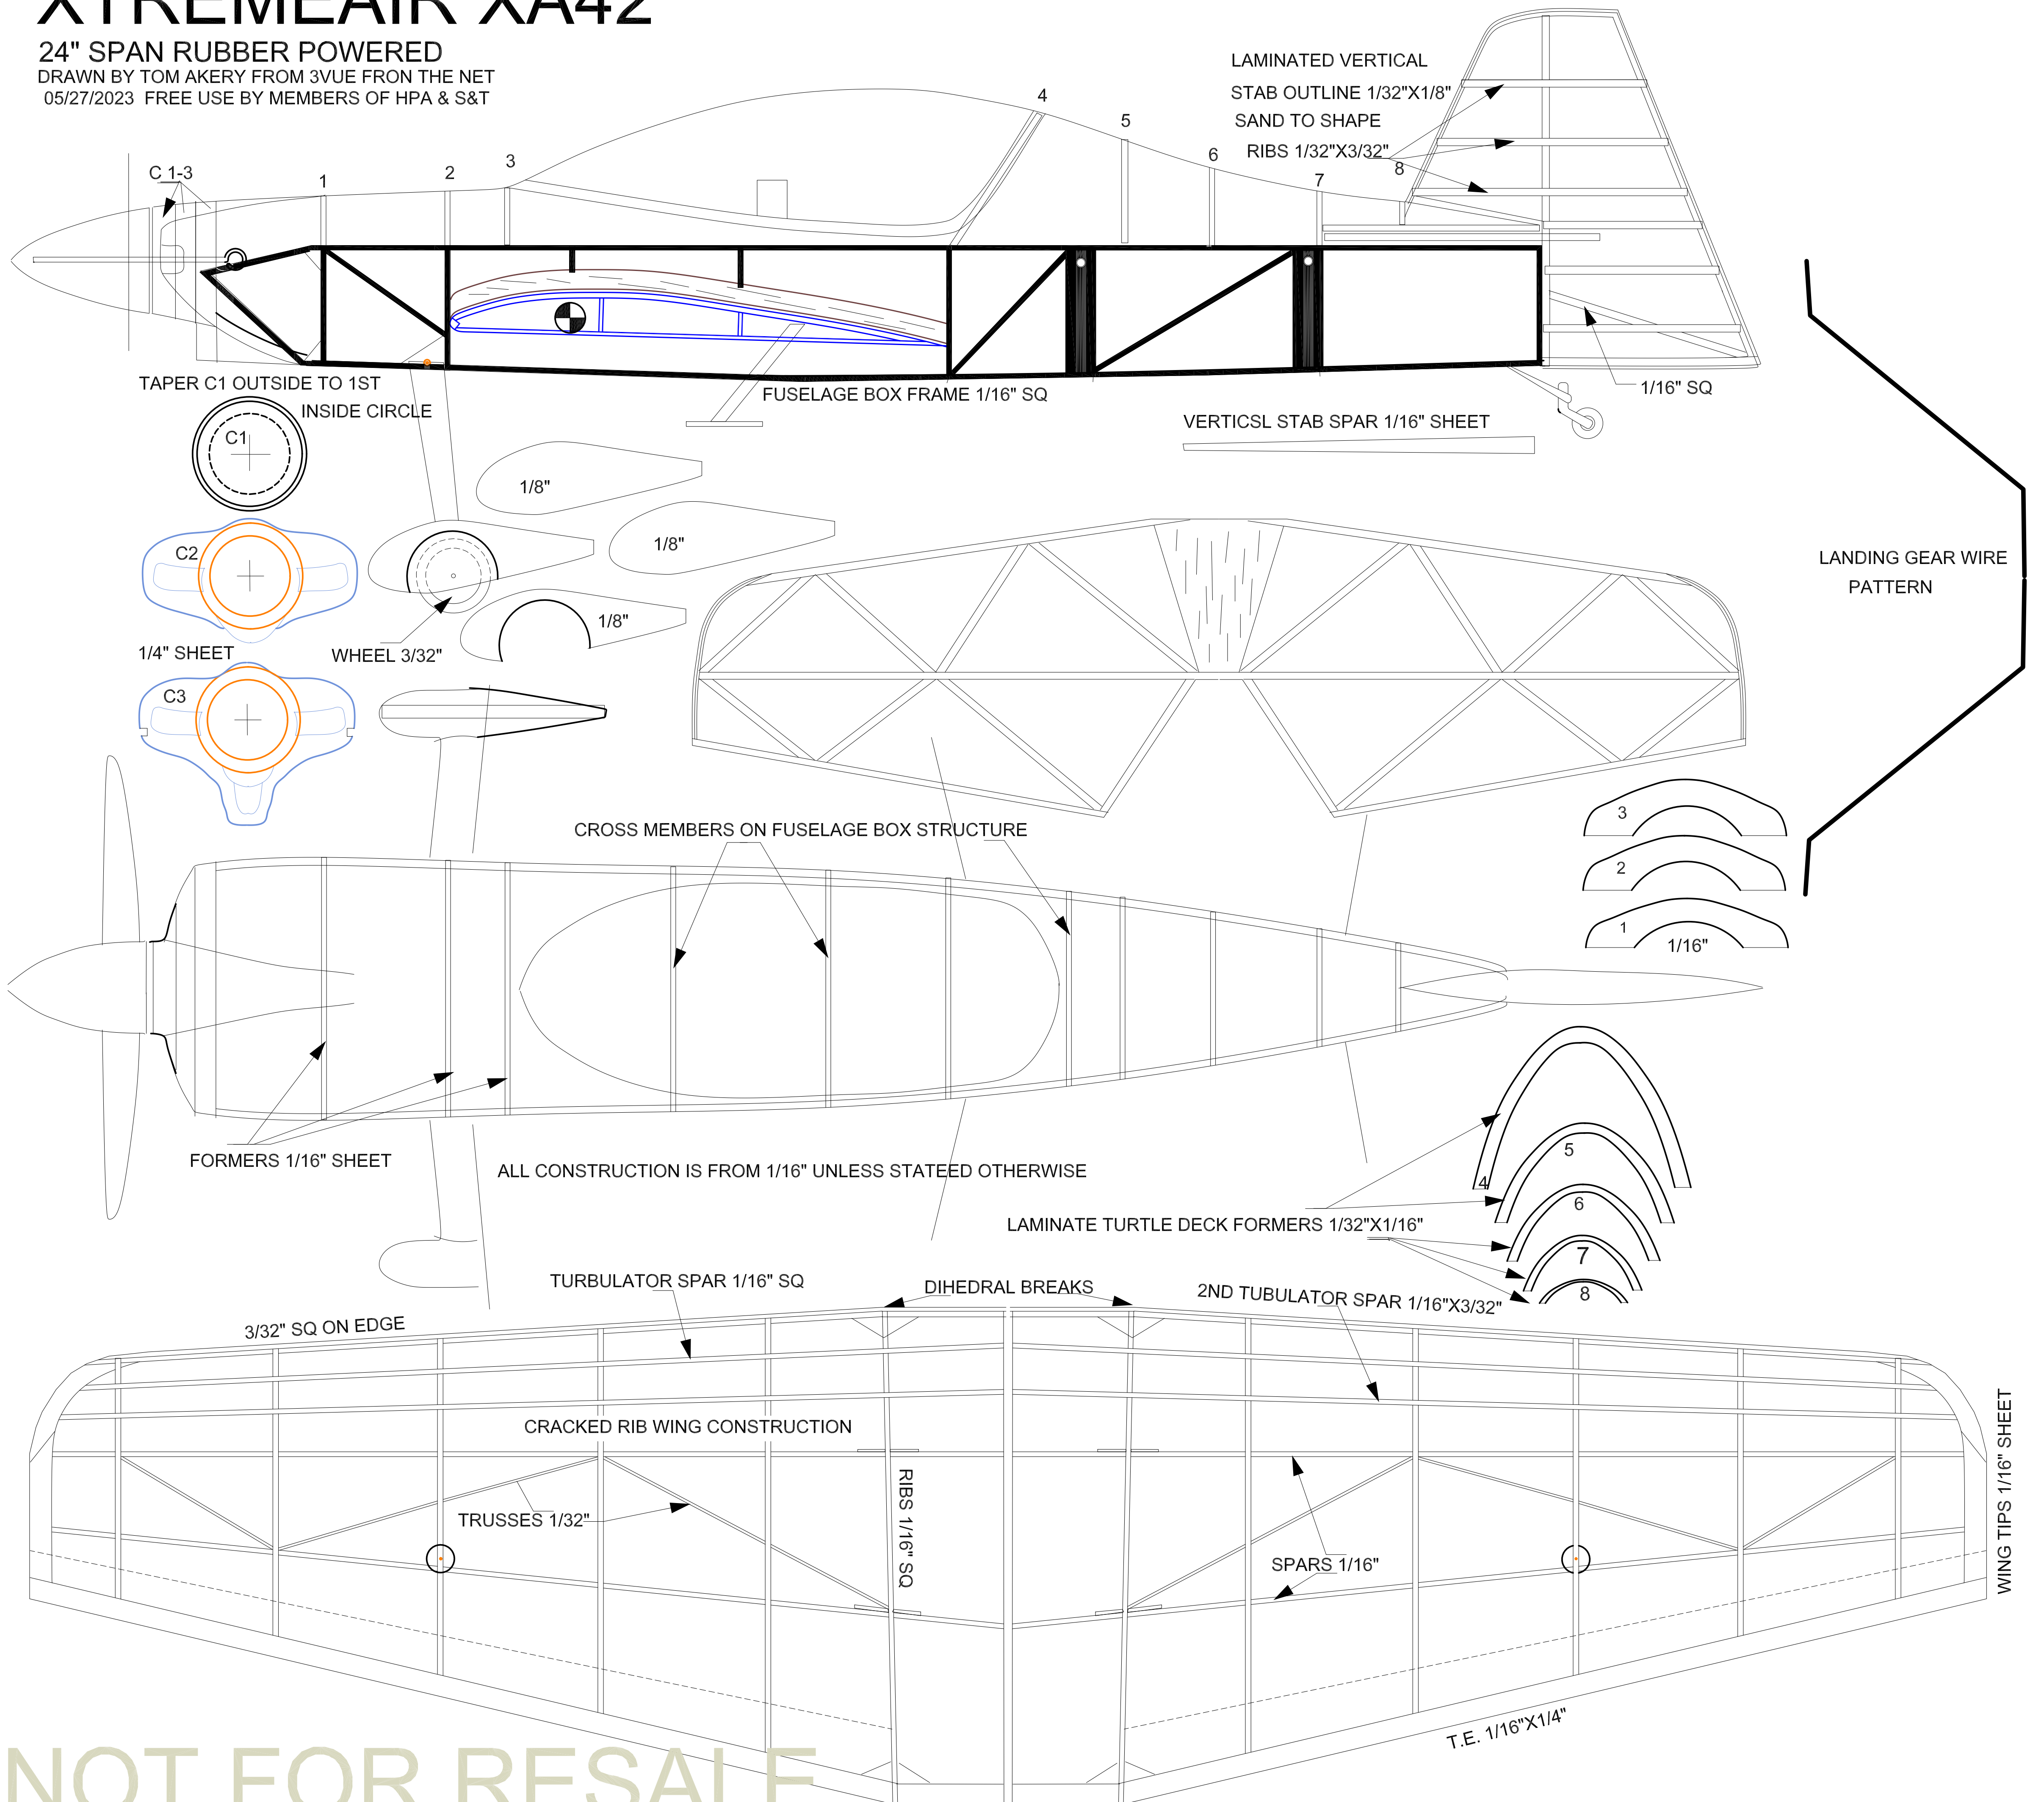 XTREMEAIR XA42
24" SPAN RUBBER POWERED
DRAWN BY TOM AKERY FROM 3VUE FRON THE NET
05/27/2023 FREE USE BY MEMBERS OF HPA & S&T
LAMINATED VERTICAL
STAB OUTLINE 1/32"X1/8"
SAND TO SHAPE
RIBS 1/32"X3/32"
C 1-3
1
2
3
4
5
6
7
8
TAPER C1 OUTSIDE TO 1ST
INSIDE CIRCLE
FUSELAGE BOX FRAME 1/16" SQ
1/16" SQ
VERTICSL STAB SPAR 1/16" SHEET
C1
1/8"
1/8"
C2
LANDING GEAR WIRE
PATTERN
1/8"
1/4" SHEET
WHEEL 3/32"
C3
CROSS MEMBERS ON FUSELAGE BOX STRUCTURE
3
2
1
1/16"
FORMERS 1/16" SHEET
ALL CONSTRUCTION IS FROM 1/16" UNLESS STATEED OTHERWISE
4
5
6
7
8
LAMINATE TURTLE DECK FORMERS 1/32"X1/16"
TURBULATOR SPAR 1/16" SQ
DIHEDRAL BREAKS
2ND TUBULATOR SPAR 1/16"X3/32"
3/32" SQ ON EDGE
CRACKED RIB WING CONSTRUCTION
RIBS 1/16" SQ
TRUSSES 1/32"
SPARS 1/16"
WING TIPS 1/16" SHEET
T.E. 1/16"X1/4"
NOT FOR RESALE